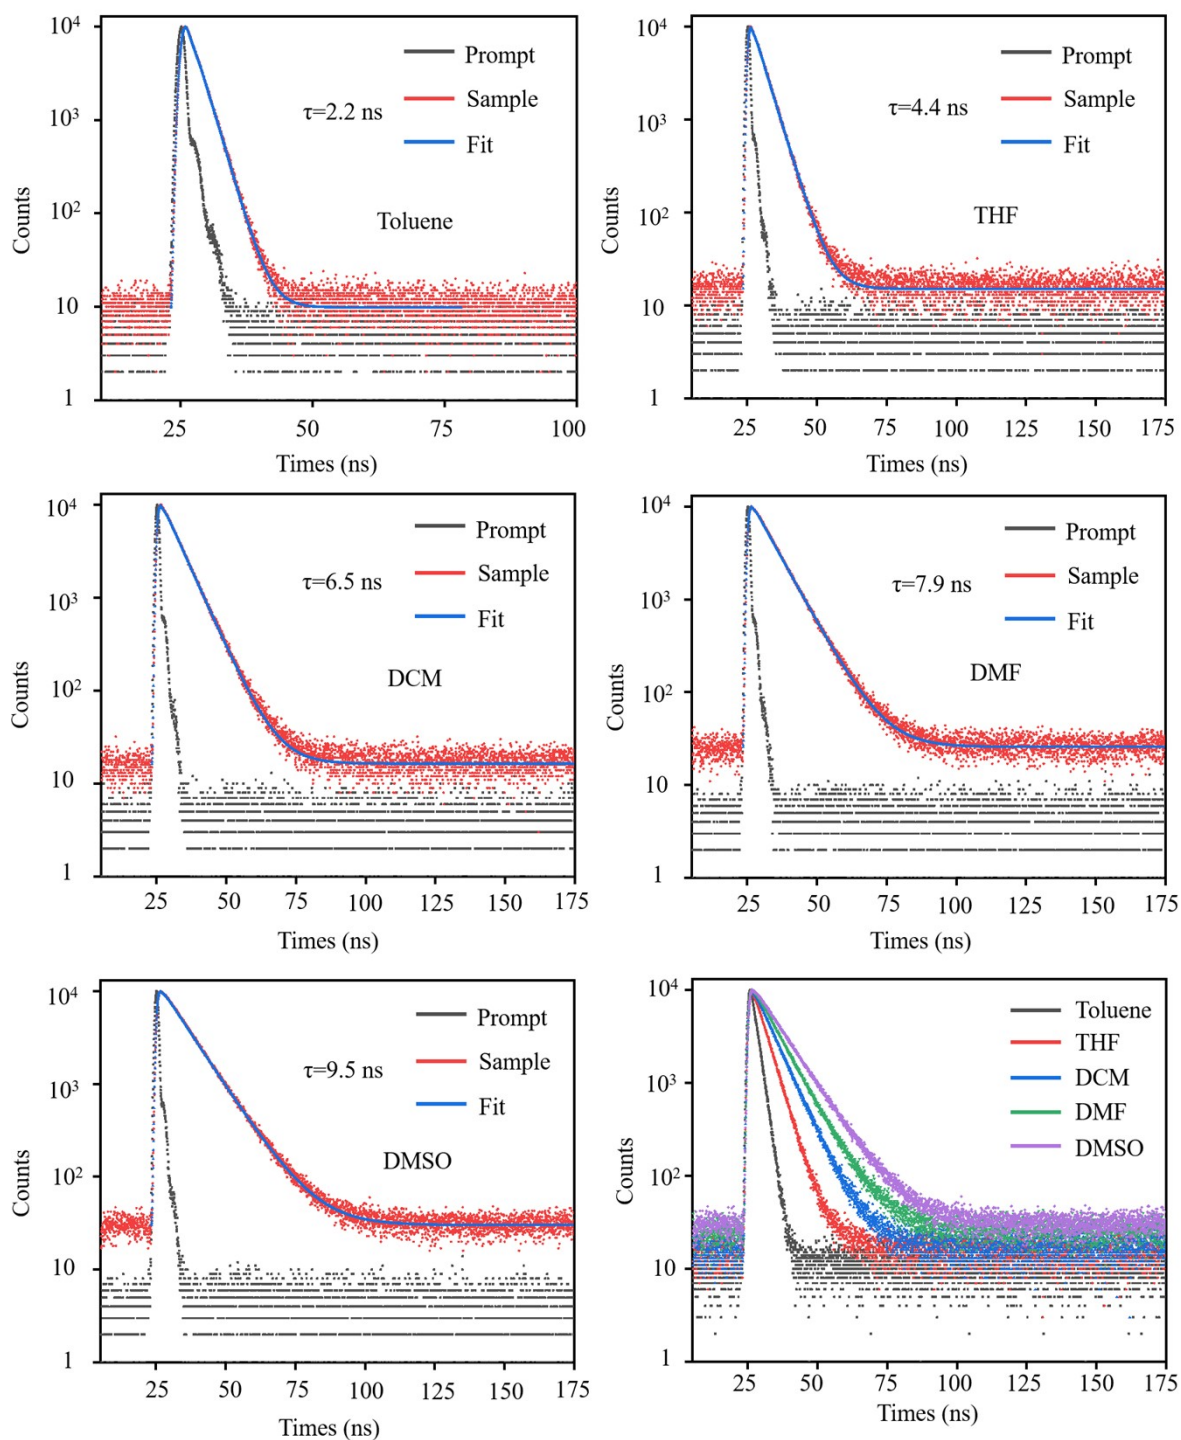 10⁴
10³
10²
10
1
Counts
Prompt
τ=2.2 ns
Sample
Fit
Toluene
25
50
75
100
Times (ns)
10⁴
10³
10²
10
1
Counts
Prompt
τ=4.4 ns
Sample
Fit
THF
25
50
75
100
125
150
175
Times (ns)
10⁴
10³
10²
10
1
Counts
Prompt
τ=6.5 ns
Sample
Fit
DCM
25
50
75
100
125
150
175
Times (ns)
10⁴
10³
10²
10
1
Counts
Prompt
τ=7.9 ns
Sample
Fit
DMF
25
50
75
100
125
150
175
Times (ns)
10⁴
10³
10²
10
1
Counts
Prompt
τ=9.5 ns
Sample
Fit
DMSO
25
50
75
100
125
150
175
Times (ns)
10⁴
10³
10²
10
1
Counts
Toluene
THF
DCM
DMF
DMSO
25
50
75
100
125
150
175
Times (ns)